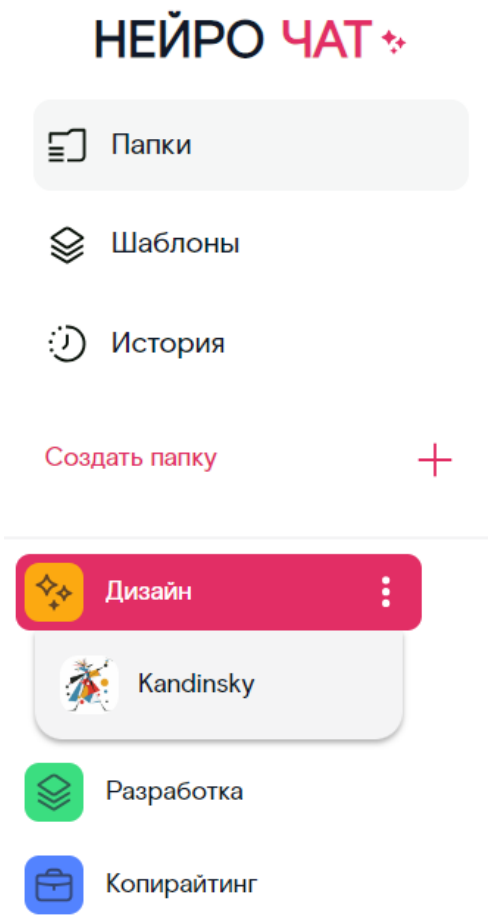 НЕЙРО ЧАТ
Папки
Шаблоны
История
Создать папку
Дизайн
Kandinsky
Разработка
Копирайтинг